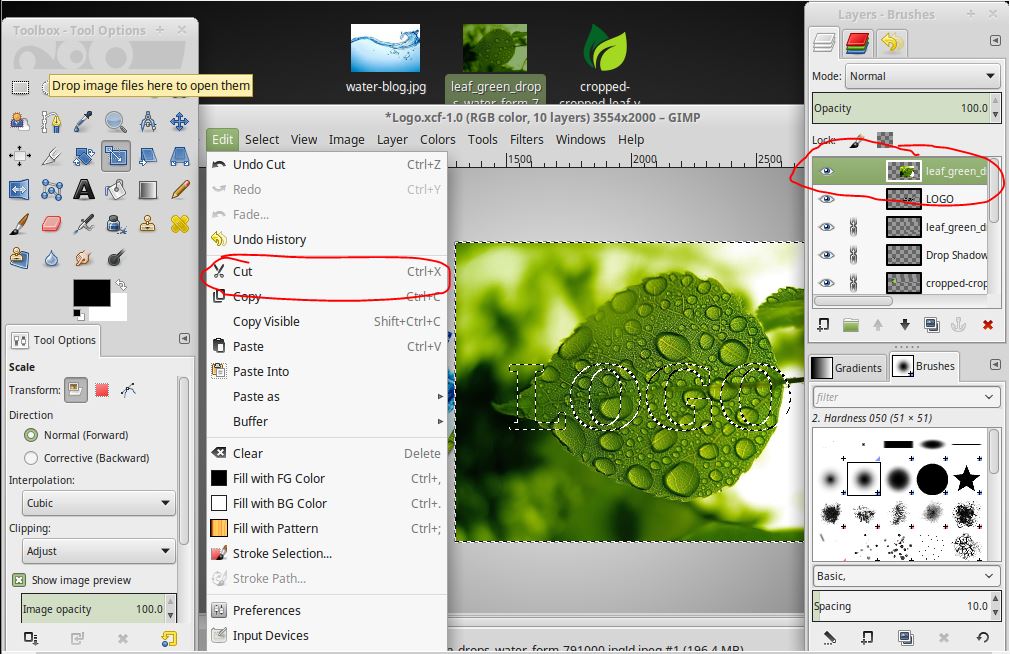 Toolbox - Tool Options
Drop image files here to open them
Tool Options
Scale
Transform:
Direction
Normal (Forward)
Corrective (Backward)
Interpolation:
Cubic
Clipping:
Adjust
Show image preview
Image opacity 100.0
water-blog.jpg
leaf_green_drop
s_water_form_7
cropped-
cropped-leaf-v
*Logo.xcf-1.0 (RGB color, 10 layers) 3554x2000 – GIMP
Edit Select View Image Layer Colors Tools Filters Windows Help
Undo Cut Ctrl+Z
Redo Ctrl+Y
Fade...
Undo History
Cut Ctrl+X
Copy Ctrl+C
Copy Visible Shift+Ctrl+C
Paste Ctrl+V
Paste Into
Paste as
Buffer
Clear Delete
Fill with FG Color Ctrl+,
Fill with BG Color Ctrl+.
Fill with Pattern Ctrl+;
Stroke Selection...
Stroke Path...
Preferences
Input Devices
1500 2000 2500
LOGO
e_drops_water_form_791000.jpgId.jpeg #1 (196.4 MB)
Layers - Brushes
Mode: Normal
Opacity 100.0
Lock:
leaf_green_d
LOGO
leaf_green_d
Drop Shadow
cropped-crop
Gradients Brushes
filter
2. Hardness 050 (51 × 51)
Basic,
Spacing 10.0